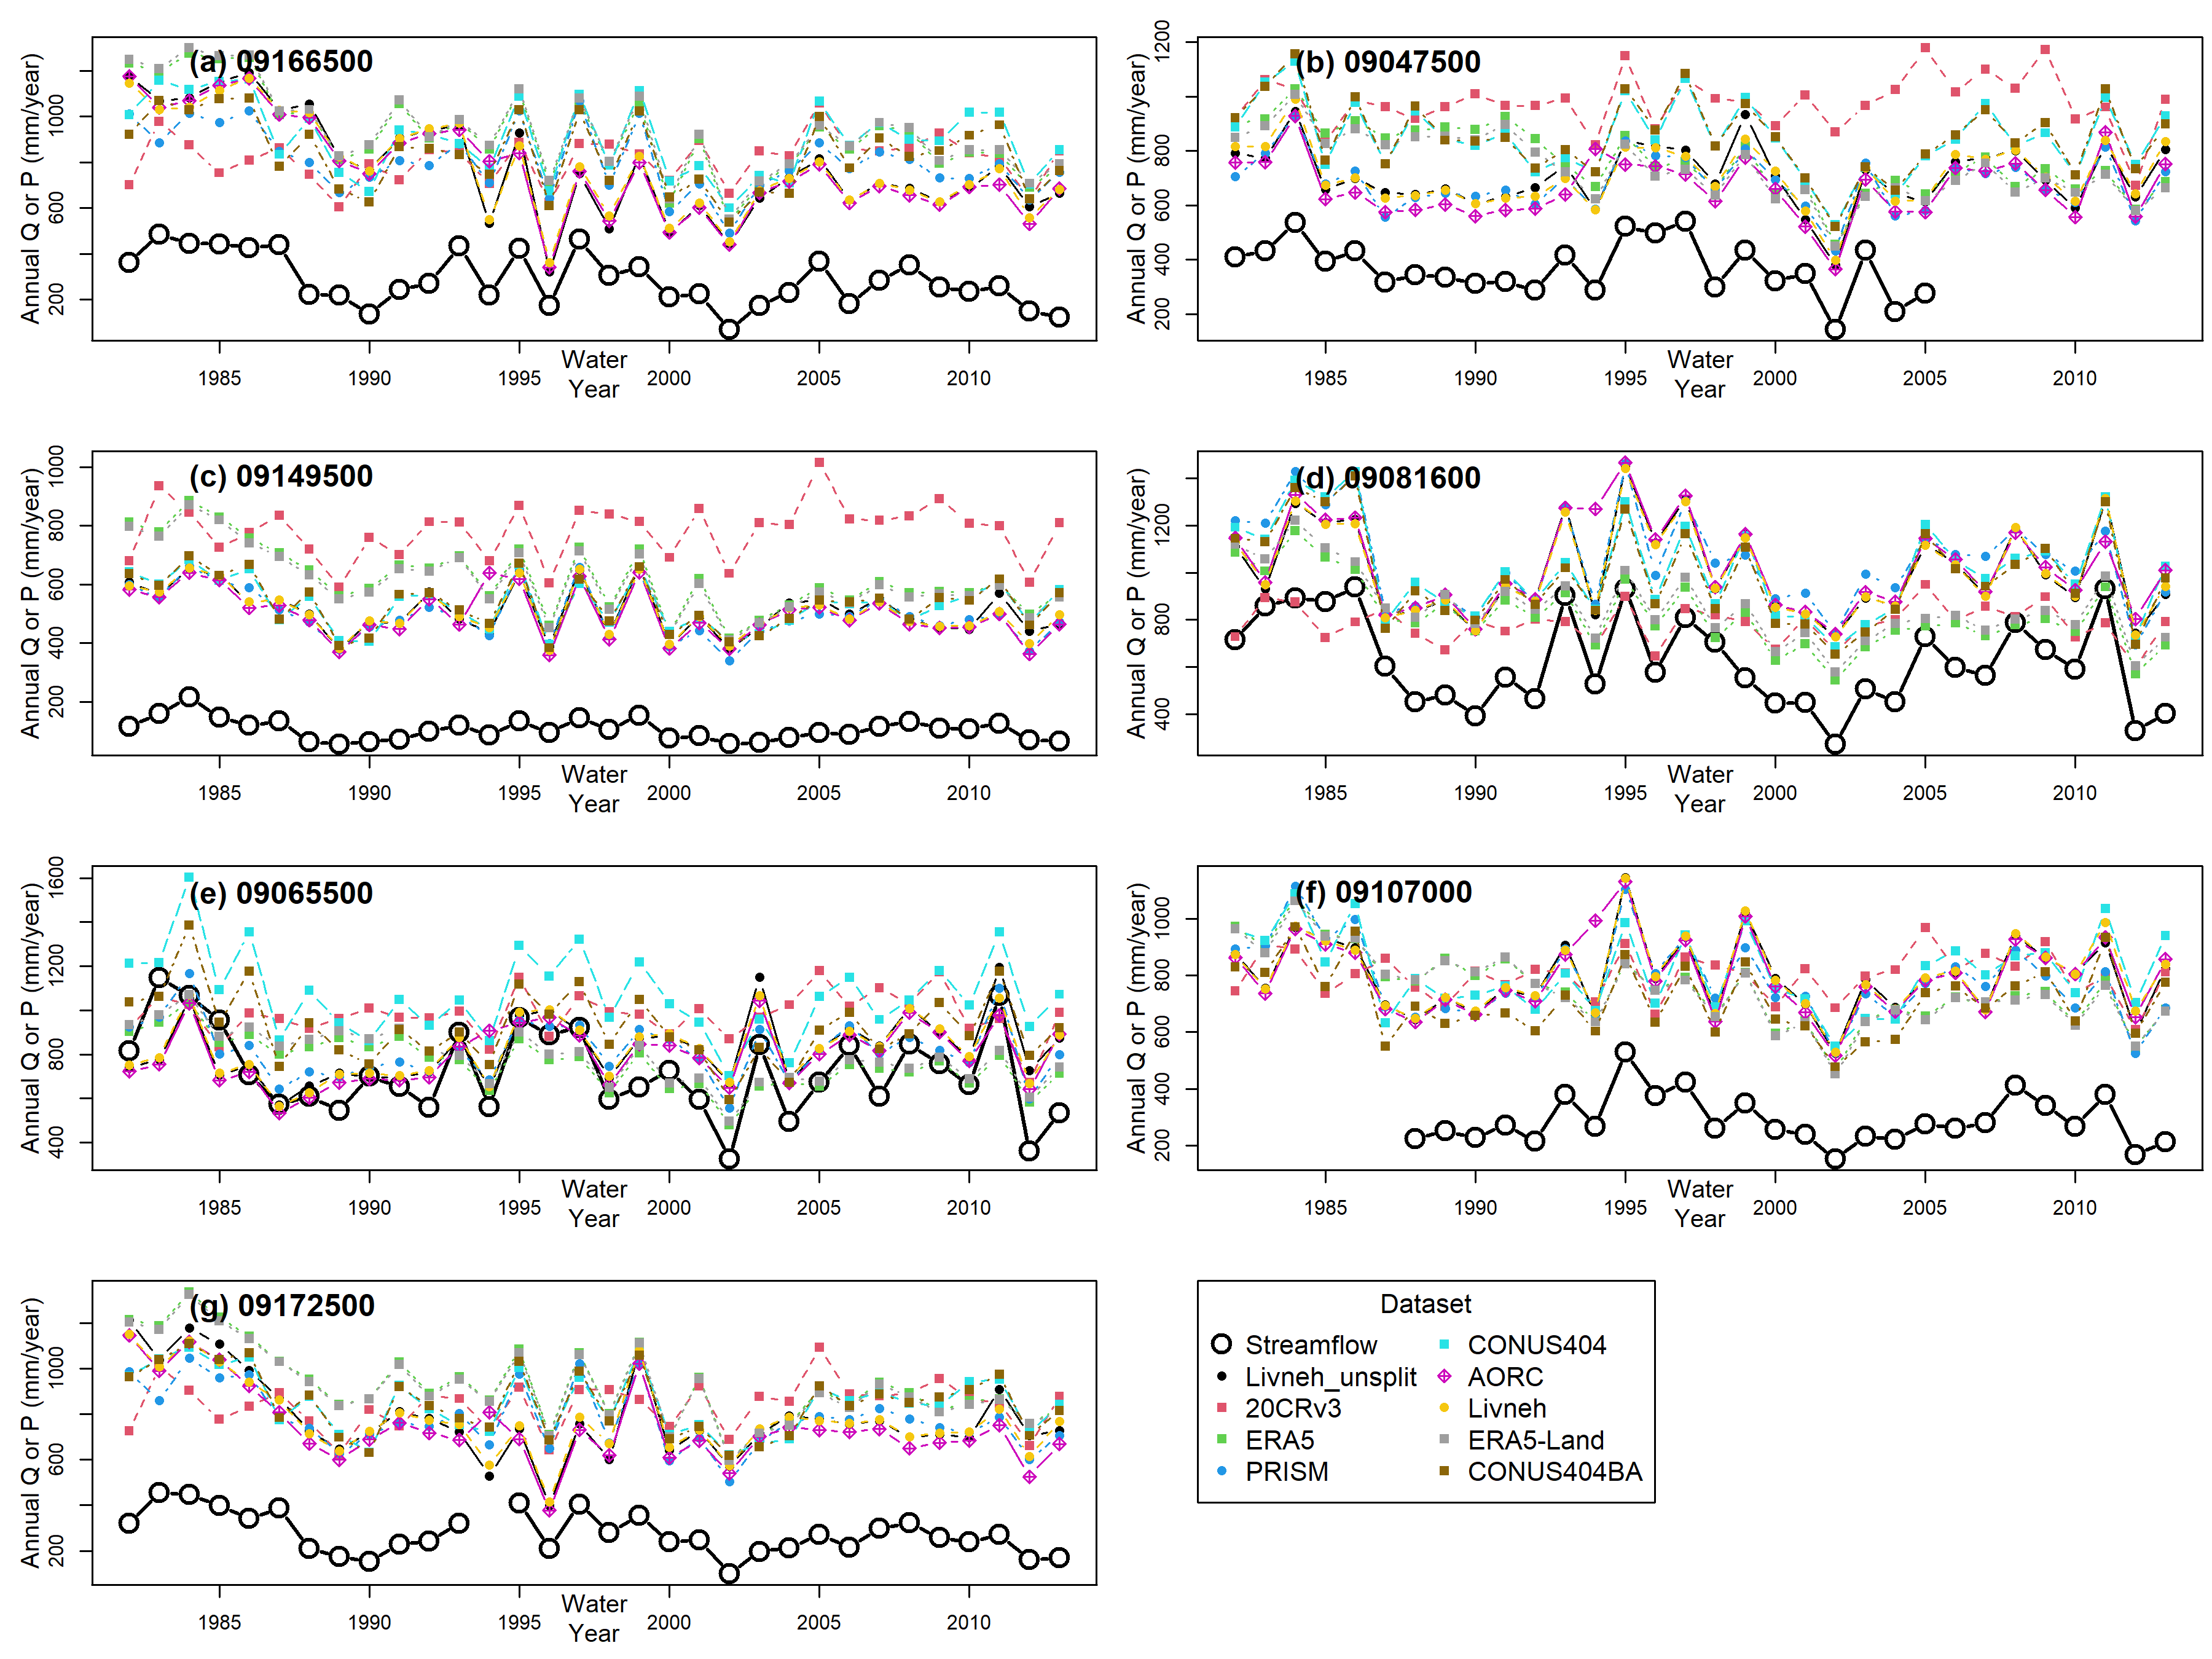 (a) 09166500
Annual Q or P (mm/year)
200 600 1000
1985 1990 1995 2000 2005 2010
Water
Year
(b) 09047500
Annual Q or P (mm/year)
200 400 600 800 1200
1985 1990 1995 2000 2005 2010
Water
Year
(c) 09149500
Annual Q or P (mm/year)
200 400 600 800 1000
1985 1990 1995 2000 2005 2010
Water
Year
(d) 09081600
Annual Q or P (mm/year)
400 800 1200
1985 1990 1995 2000 2005 2010
Water
Year
(e) 09065500
Annual Q or P (mm/year)
400 800 1200 1600
1985 1990 1995 2000 2005 2010
Water
Year
(f) 09107000
Annual Q or P (mm/year)
200 400 600 800 1000
1985 1990 1995 2000 2005 2010
Water
Year
(g) 09172500
Annual Q or P (mm/year)
200 600 1000
1985 1990 1995 2000 2005 2010
Water
Year
Dataset
Streamflow
Livneh_unsplit
20CRv3
ERA5
PRISM
CONUS404
AORC
Livneh
ERA5-Land
CONUS404BA